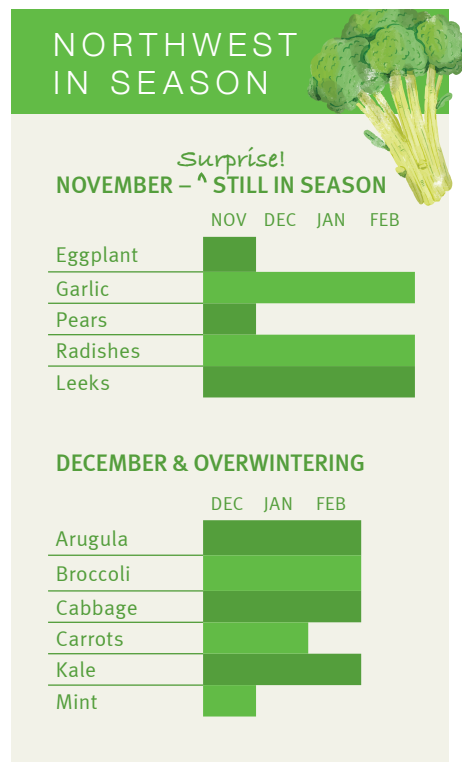 NORTHWEST
IN SEASON
Surprise!
NOVEMBER – ^ STILL IN SEASON
NOV DEC JAN FEB
Eggplant
Garlic
Pears
Radishes
Leeks
DECEMBER & OVERWINTERING
DEC JAN FEB
Arugula
Broccoli
Cabbage
Carrots
Kale
Mint